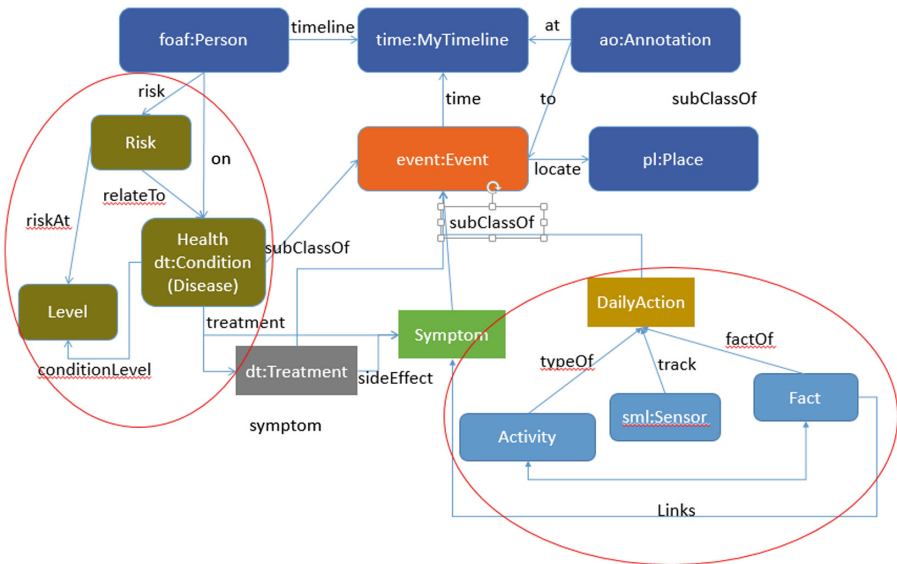 foaf:Person
timeline
time:MyTimeline
at
ao:Annotation
risk
time
to
subClassOf
Risk
on
event:Event
locate
pl:Place
relateTo
riskAt
subClassOf
Health
dt:Condition
(Disease)
subClassOf
Level
DailyAction
treatment
Symptom
typeOf
factOf
conditionLevel
dt:Treatment
sideEffect
track
Fact
sml:Sensor
symptom
Activity
Links